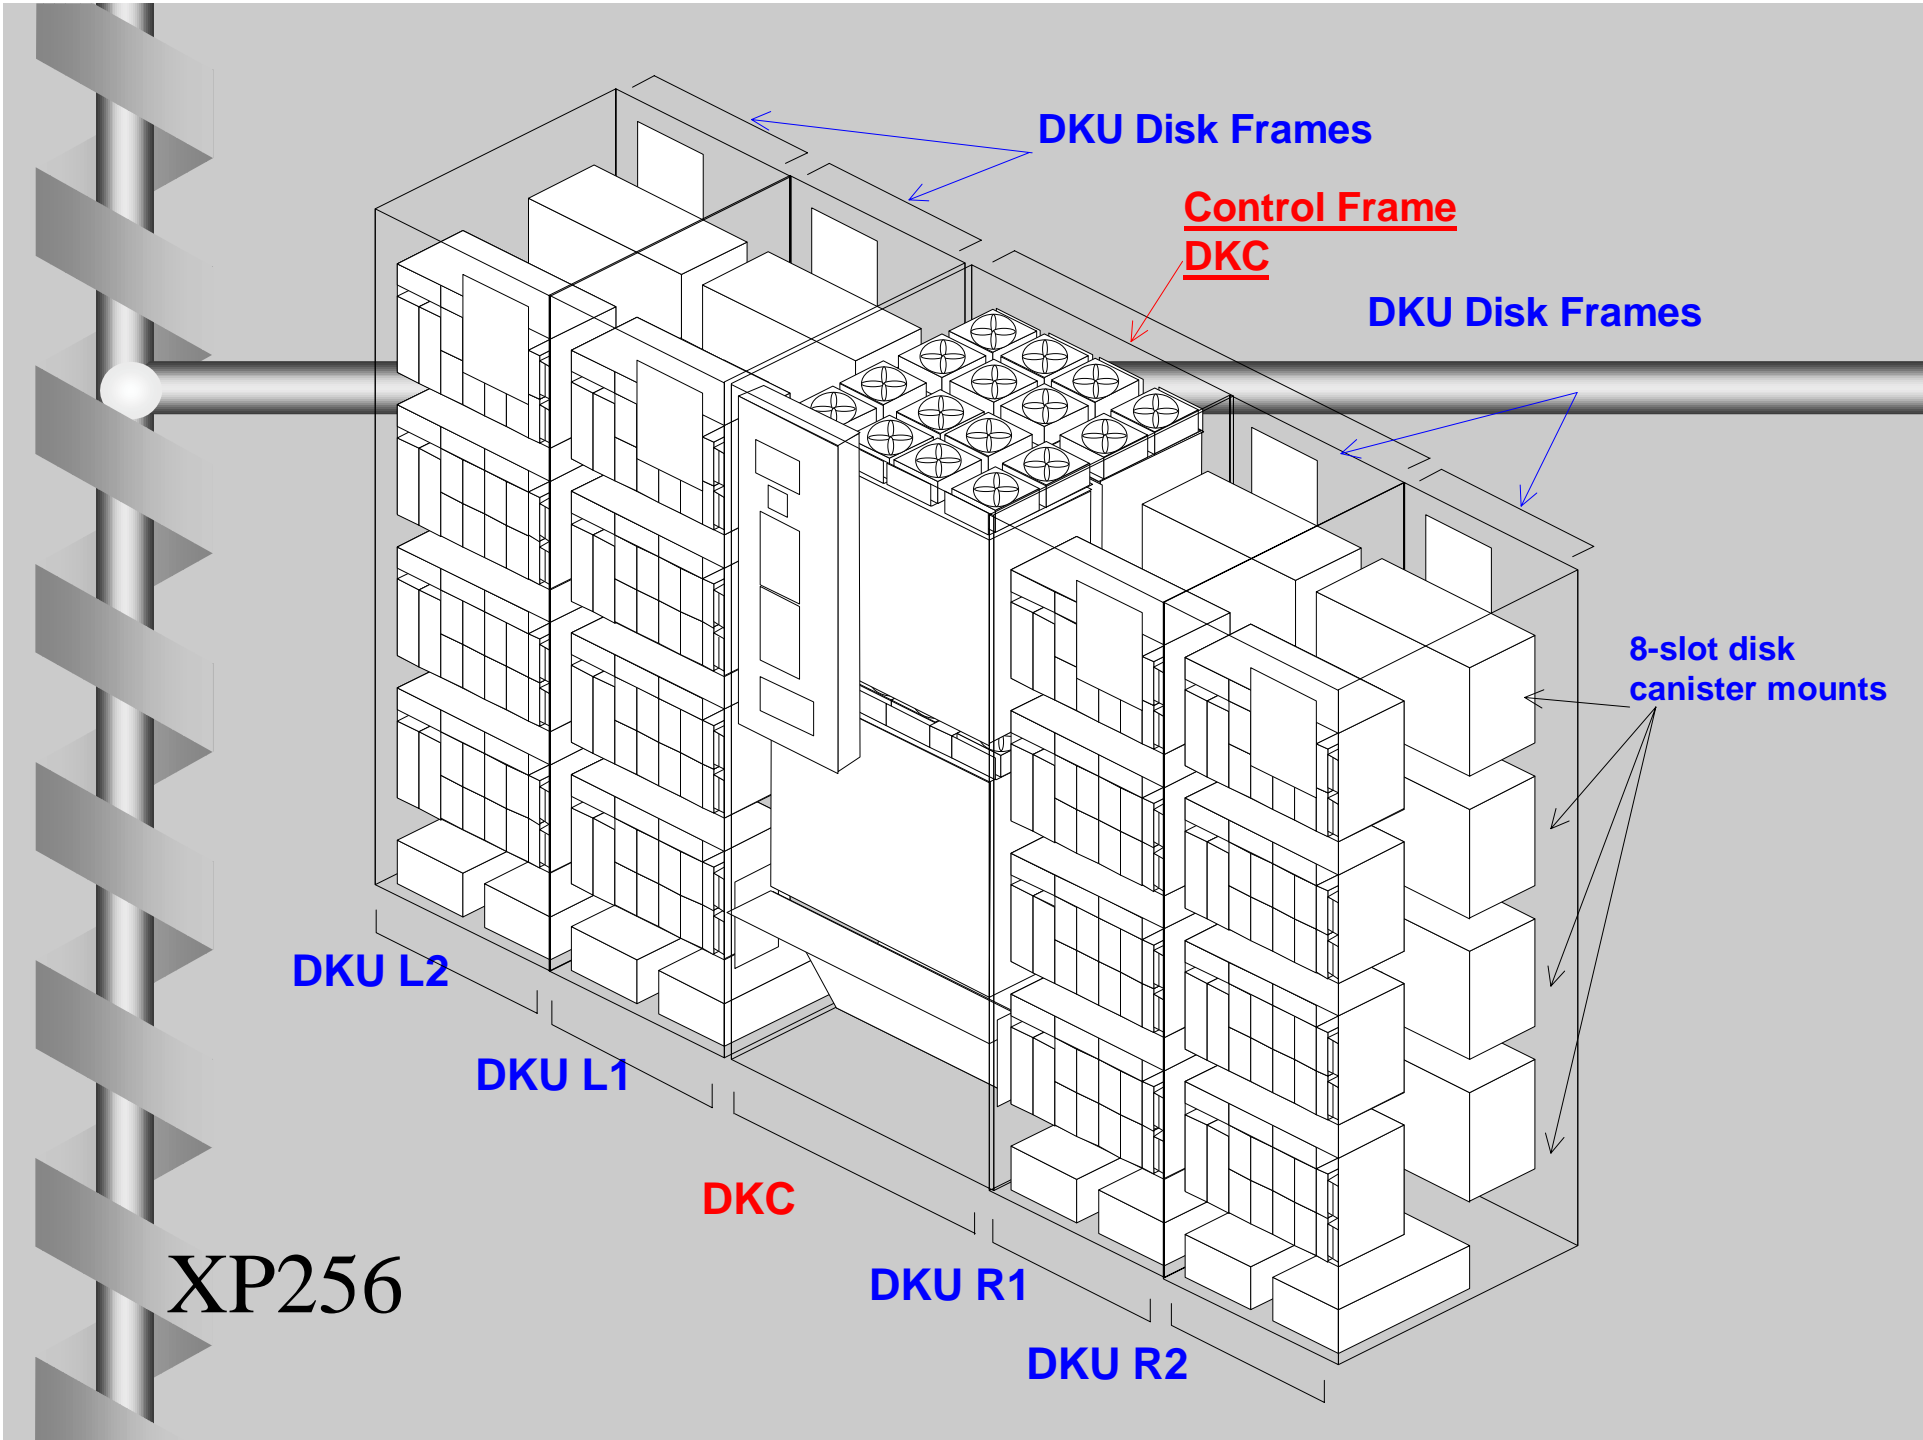 DKU Disk Frames
Control Frame
DKC
DKU Disk Frames
8-slot disk
canister mounts
DKU L2
DKU L1
DKC
DKU R1
DKU R2
XP256